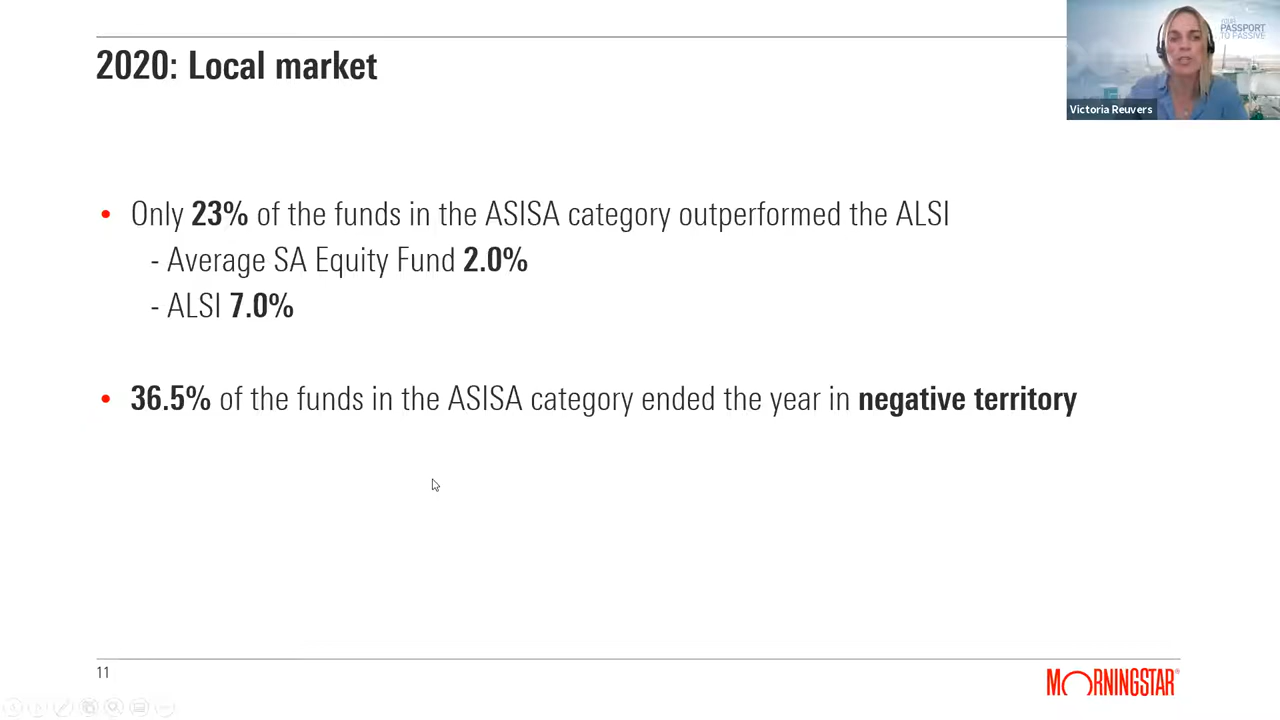 2020: Local market
YOUR
PASSPORT
TO PASSIVE
Victoria Reuvers
• Only 23% of the funds in the ASISA category outperformed the ALSI
- Average SA Equity Fund 2.0%
- ALSI 7.0%
• 36.5% of the funds in the ASISA category ended the year in negative territory
11
MORNINGSTAR®